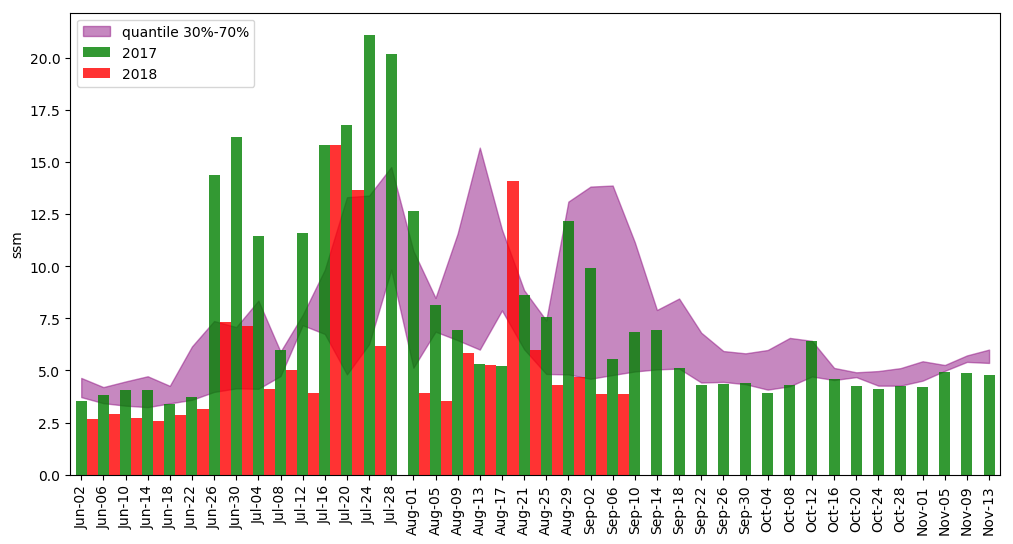 quantile 30%-70%
2017
2018
ssm
20.0
17.5
15.0
12.5
10.0
7.5
5.0
2.5
0.0
Jun-02
Jun-06
Jun-10
Jun-14
Jun-18
Jun-22
Jun-26
Jun-30
Jul-04
Jul-08
Jul-12
Jul-16
Jul-20
Jul-24
Jul-28
Aug-01
Aug-05
Aug-09
Aug-13
Aug-17
Aug-21
Aug-25
Aug-29
Sep-02
Sep-06
Sep-10
Sep-14
Sep-18
Sep-22
Sep-26
Sep-30
Oct-04
Oct-08
Oct-12
Oct-16
Oct-20
Oct-24
Oct-28
Nov-01
Nov-05
Nov-09
Nov-13